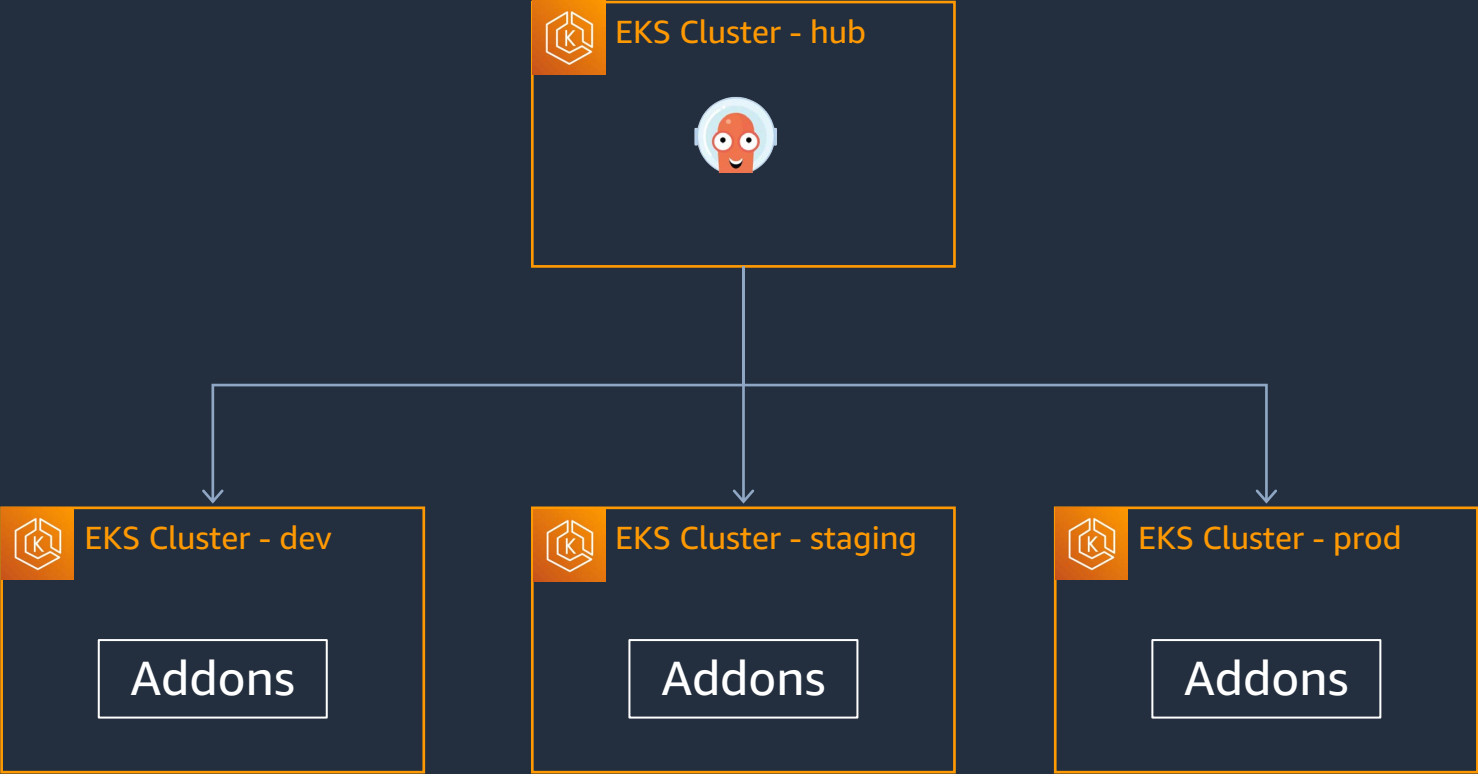 EKS Cluster - hub
EKS Cluster - dev
EKS Cluster - staging
EKS Cluster - prod
Addons
Addons
Addons